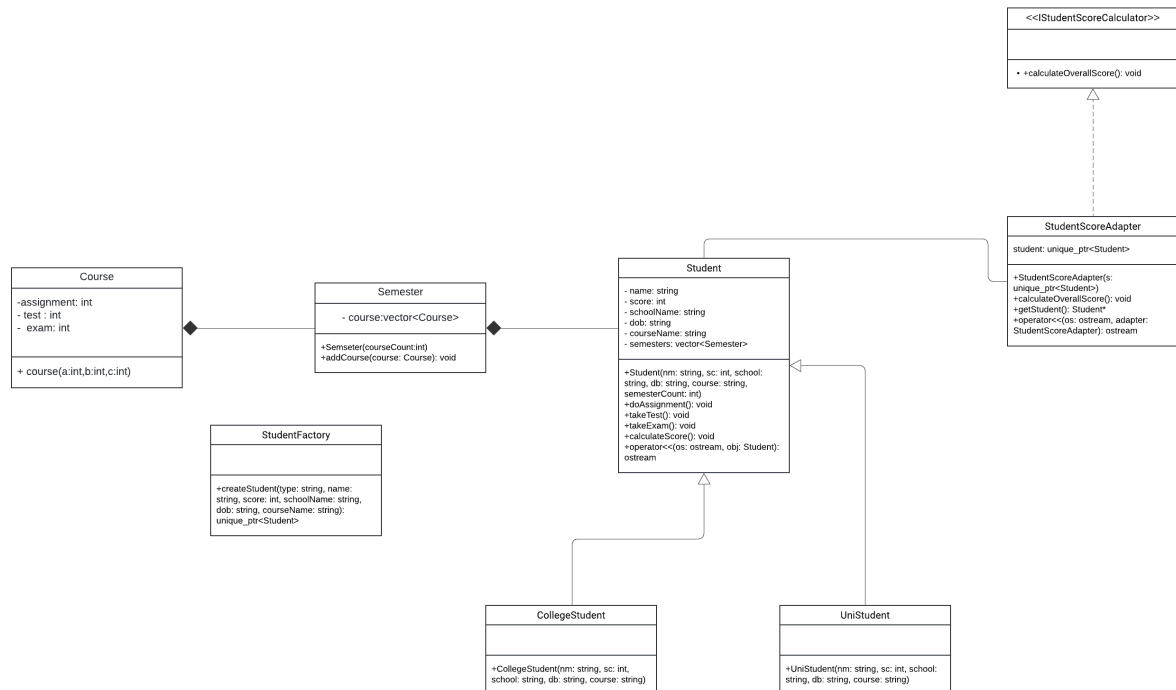 <<IStudentScoreCalculator>>
• +calculateOverallScore(): void
StudentScoreAdapter
student: unique_ptr<Student>
+StudentScoreAdapter(s:
unique_ptr<Student>)
+calculateOverallScore(): void
+getStudent(): Student*
+operator<<(os: ostream, adapter:
StudentScoreAdapter): ostream
Course
-assignment: int
- test : int
- exam: int
+ course(a:int,b:int,c:int)
Semester
- course:vector<Course>
+Semseter(courseCount:int)
+addCourse(course: Course): void
Student
- name: string
- score: int
- schoolName: string
- dob: string
- courseName: string
- semesters: vector<Semester>
+Student(nm: string, sc: int, school:
string, db: string, course: string,
semesterCount: int)
+doAssignment(): void
+takeTest(): void
+takeExam(): void
+calculateScore(): void
+operator<<(os: ostream, obj: Student):
ostream
StudentFactory
+createStudent(type: string, name:
string, score: int, schoolName: string,
dob: string, courseName: string):
unique_ptr<Student>
CollegeStudent
+CollegeStudent(nm: string, sc: int,
school: string, db: string, course: string)
UniStudent
+UniStudent(nm: string, sc: int, school:
string, db: string, course: string)